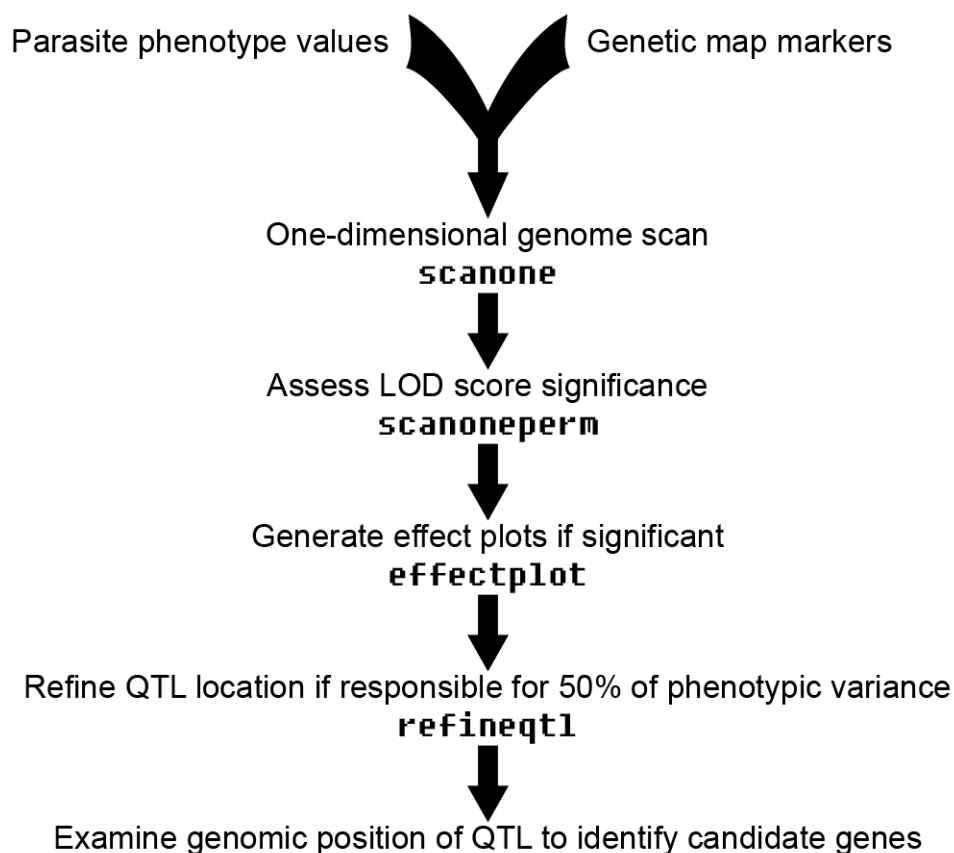 Parasite phenotype values
Genetic map markers
One-dimensional genome scan
scanone
Assess LOD score significance
scanoneperm
Generate effect plots if significant
effectplot
Refine QTL location if responsible for 50% of phenotypic variance
refineqtl
Examine genomic position of QTL to identify candidate genes